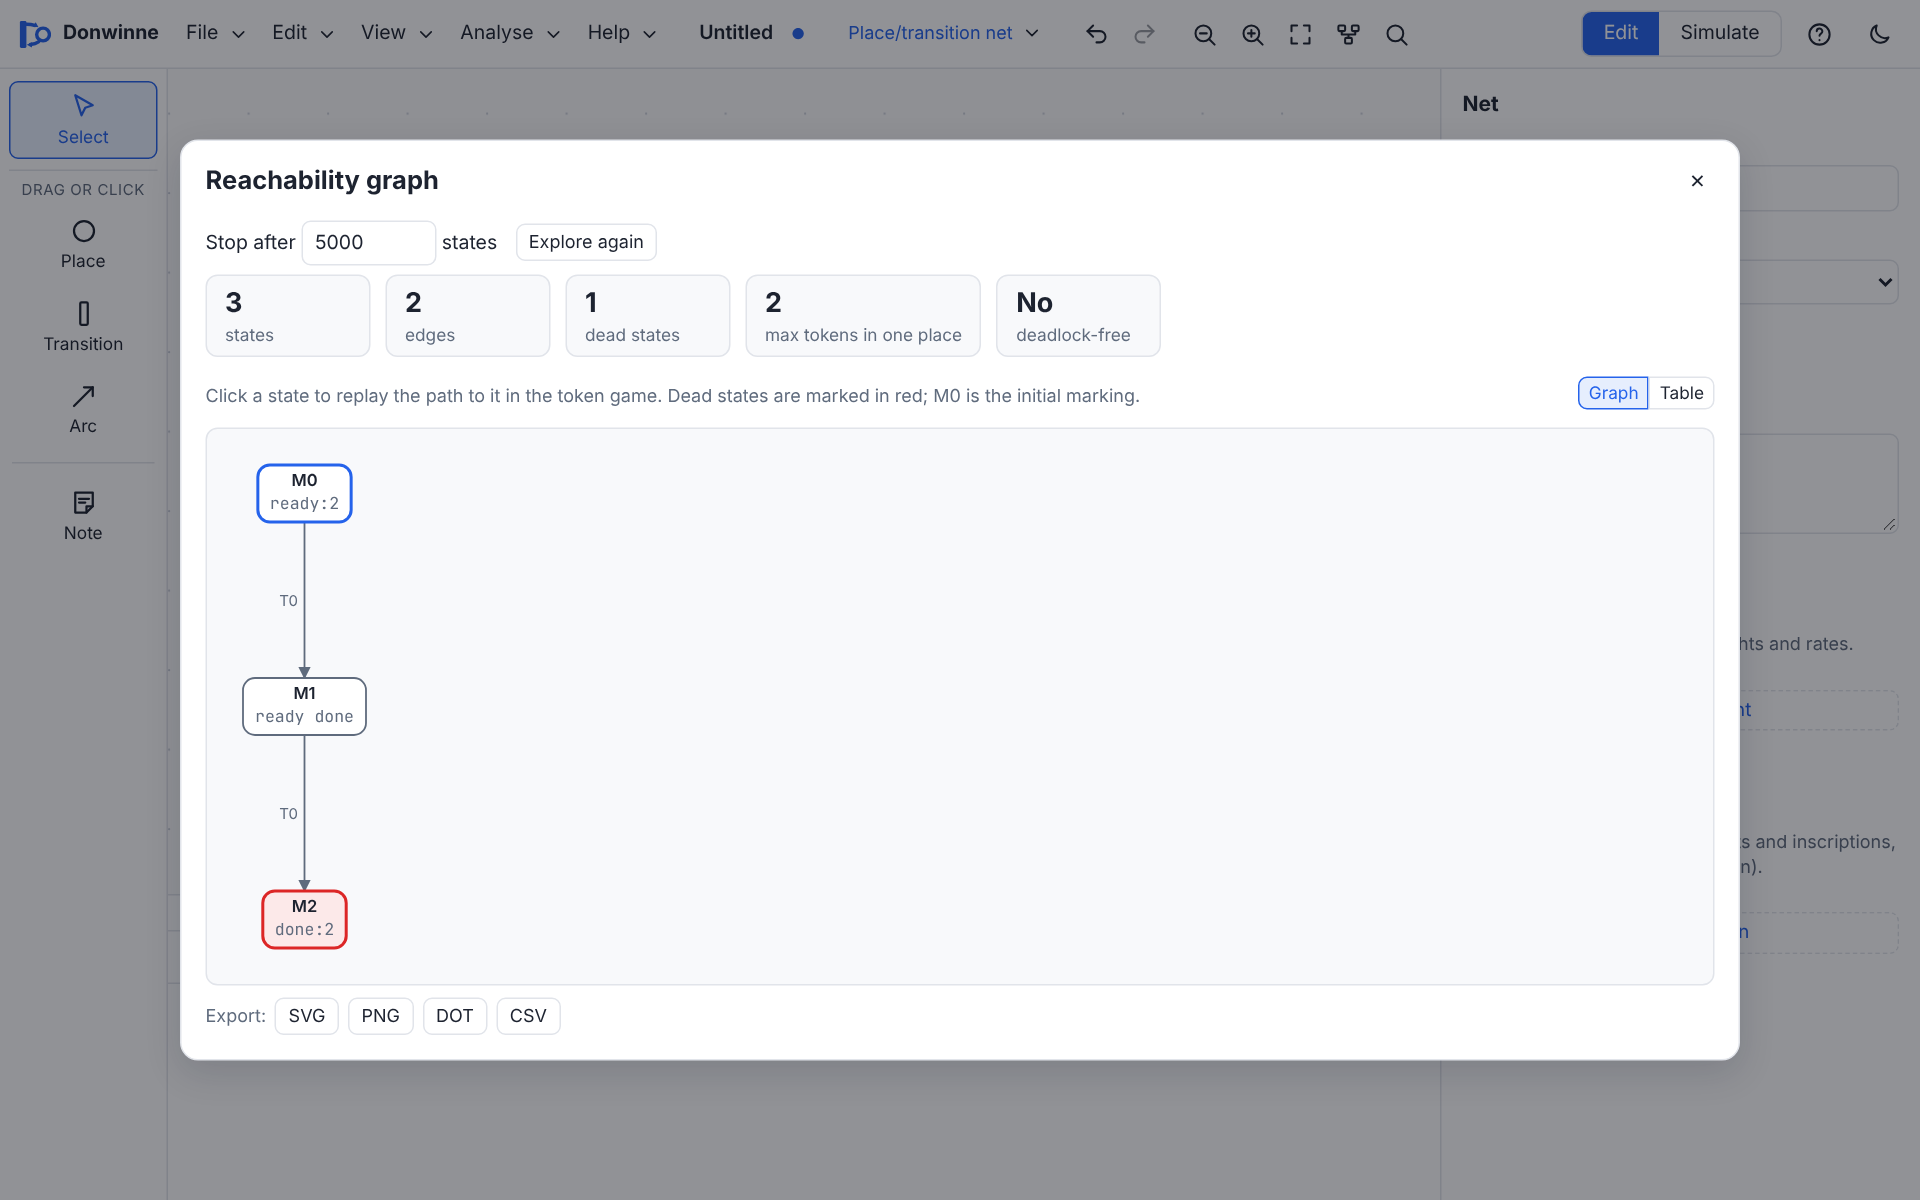 Donwinne File Edit View Analyse Help Untitled Place/transition net Edit Simulate
Select
DRAG OR CLICK
Place
Transition
Arc
Note
Net
Reachability graph
Stop after 5000 states Explore again
3 states
2 edges
1 dead states
2 max tokens in one place
No deadlock-free
Click a state to replay the path to it in the token game. Dead states are marked in red; M0 is the initial marking.
Graph Table
M0
ready:2
T0
M1
ready done
T0
M2
done:2
Export: SVG PNG DOT CSV
and rates.
and inscriptions,